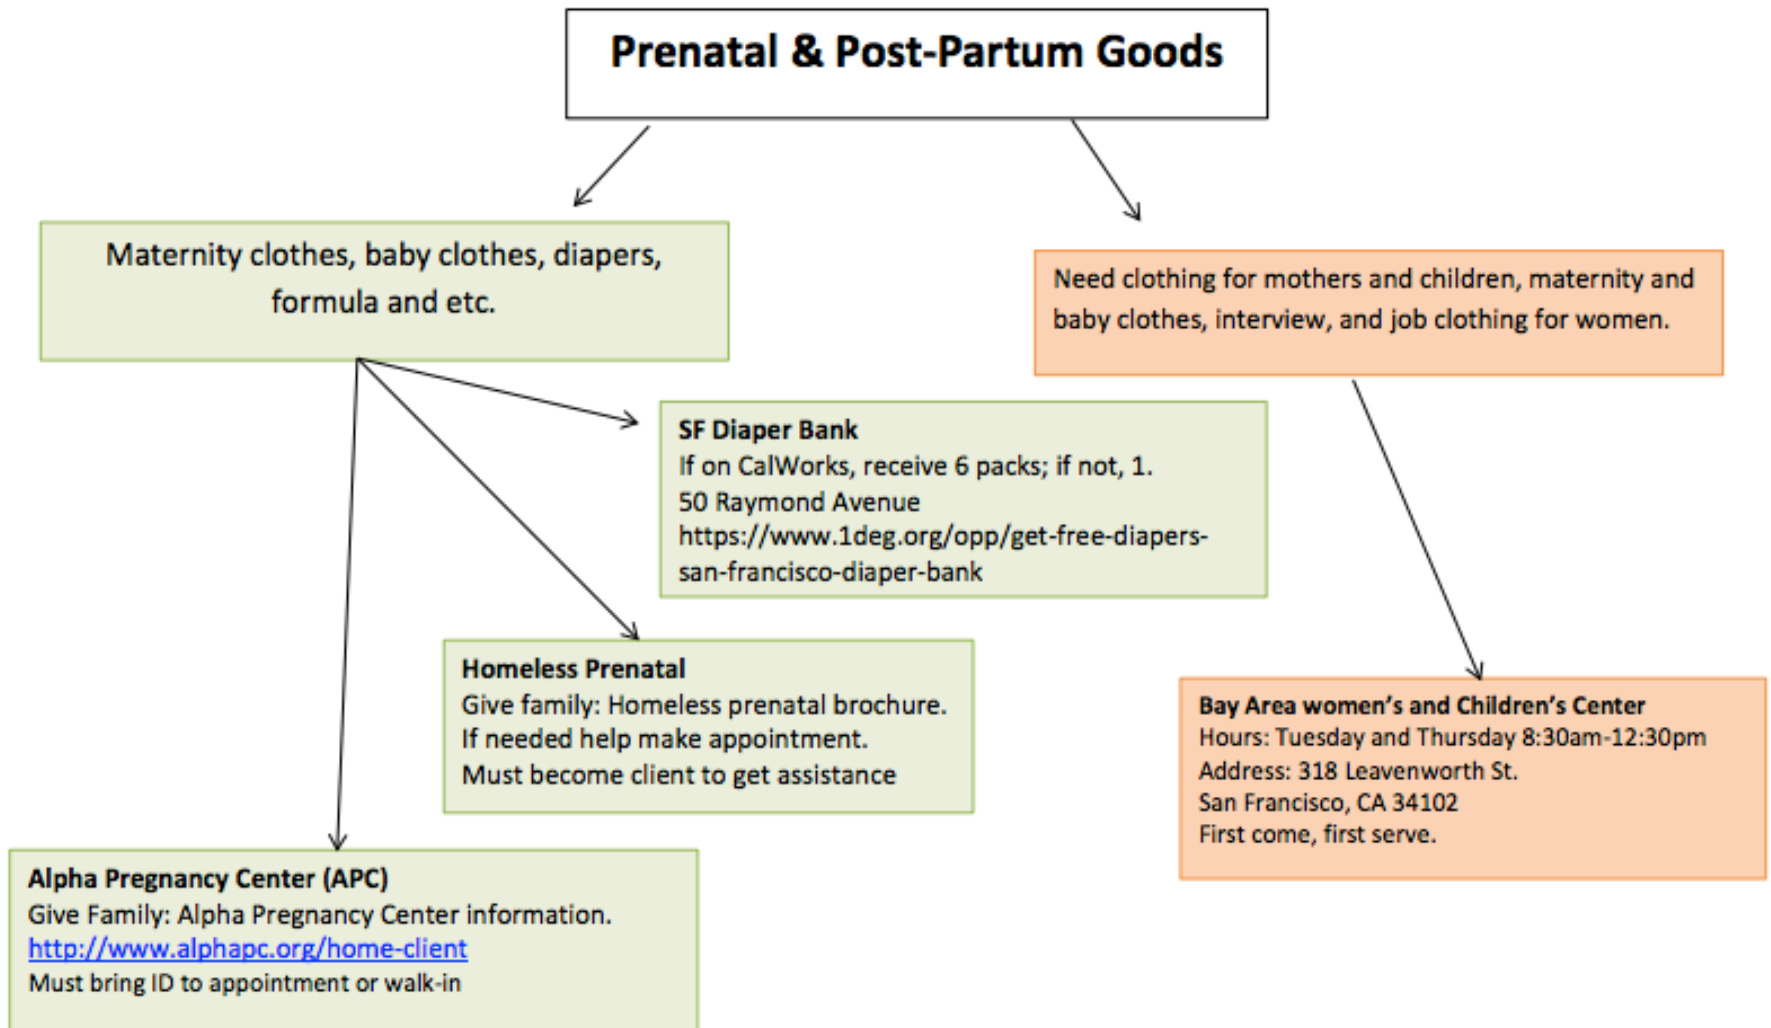 Prenatal & Post-Partum Goods
Maternity clothes, baby clothes, diapers,
formula and etc.
Need clothing for mothers and children, maternity and
baby clothes, interview, and job clothing for women.
SF Diaper Bank
If on CalWorks, receive 6 packs; if not, 1.
50 Raymond Avenue
https://www.1deg.org/opp/get-free-diapers-
san-francisco-diaper-bank
Homeless Prenatal
Give family: Homeless prenatal brochure.
If needed help make appointment.
Must become client to get assistance
Bay Area women's and Children's Center
Hours: Tuesday and Thursday 8:30am-12:30pm
Address: 318 Leavenworth St.
San Francisco, CA 34102
First come, first serve.
Alpha Pregnancy Center (APC)
Give Family: Alpha Pregnancy Center information.
http://www.alphapc.org/home-client
Must bring ID to appointment or walk-in